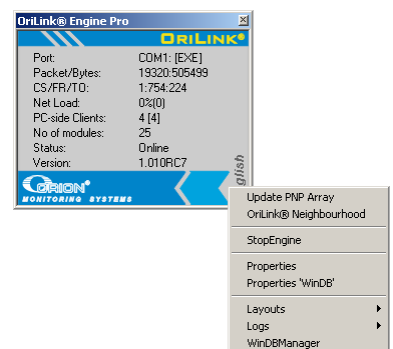 OriLink® Engine Pro
ORILINK®
Port: COM1: [EXE]
Packet/Bytes: 19320:505499
CS/FR/TO: 1:754:224
Net Load: 0%(0)
PC-side Clients: 4 [4]
No of modules: 25
Status: Online
Version: 1.010RC7
glish
ORION®
MONITORING SYSTEMS
Update PNP Array
OriLink® Neighbourhood
StopEngine
Properties
Properties 'WinDB'
Layouts
Logs
WinDBManager